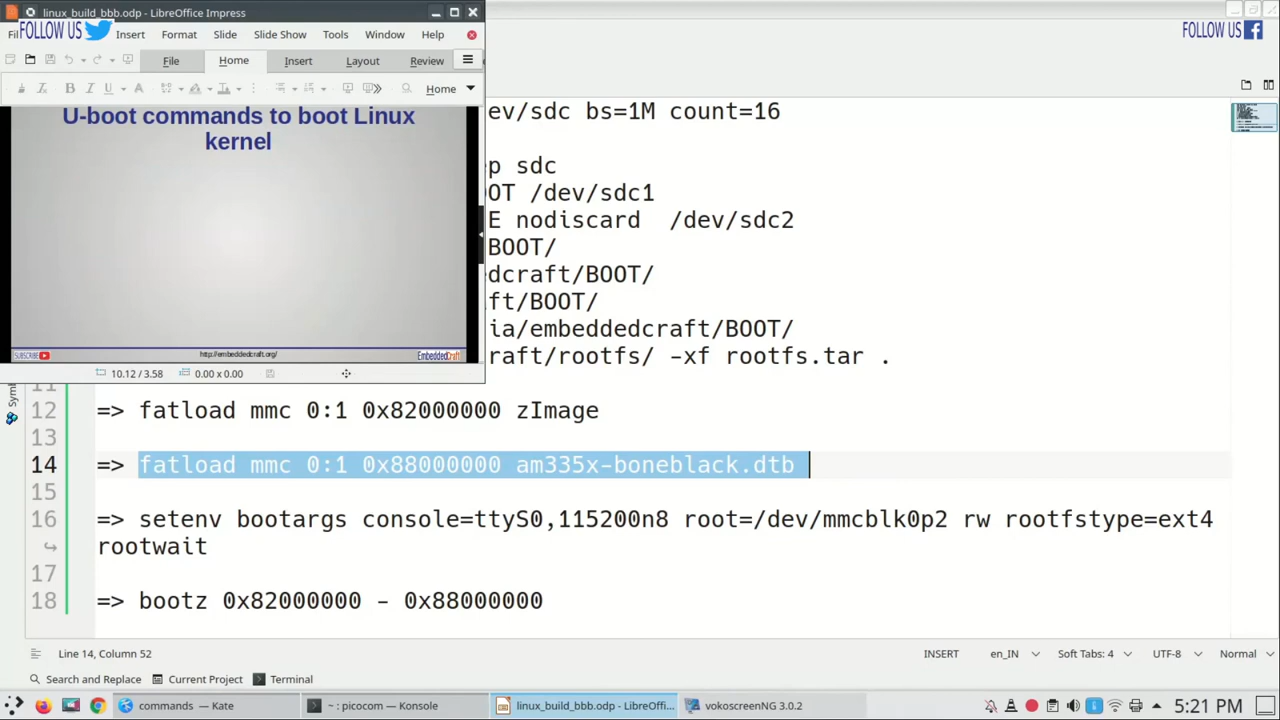 linux_build_bbb.odp - LibreOffice Impress
FOLLOW US
Insert Format Slide Slide Show Tools Window Help
File Home Insert Layout Review
B I U A Home
U-boot commands to boot Linux
kernel
SUBSCRIBE http://embeddedcraft.org/ EmbeddedCraft
10.12 / 3.58 0.00 x 0.00
FOLLOW US
ev/sdc bs=1M count=16
ep sdc
OOT /dev/sdc1
E nodiscard /dev/sdc2
BOOT/
edcraft/BOOT/
ft/BOOT/
ia/embeddedcraft/BOOT/
craft/rootfs/ -xf rootfs.tar .
11
12 => fatload mmc 0:1 0x82000000 zImage
13
14 => fatload mmc 0:1 0x88000000 am335x-boneblack.dtb
15
16 => setenv bootargs console=ttyS0,115200n8 root=/dev/mmcblk0p2 rw rootfstype=ext4
rootwait
17
18 => bootz 0x82000000 - 0x88000000
Line 14, Column 52 INSERT en_IN Soft Tabs: 4 UTF-8 Normal
Search and Replace Current Project Terminal
commands — Kate ~ : picocom — Konsole linux_build_bbb.odp - LibreOffi... vokoscreenNG 3.0.2 5:21 PM